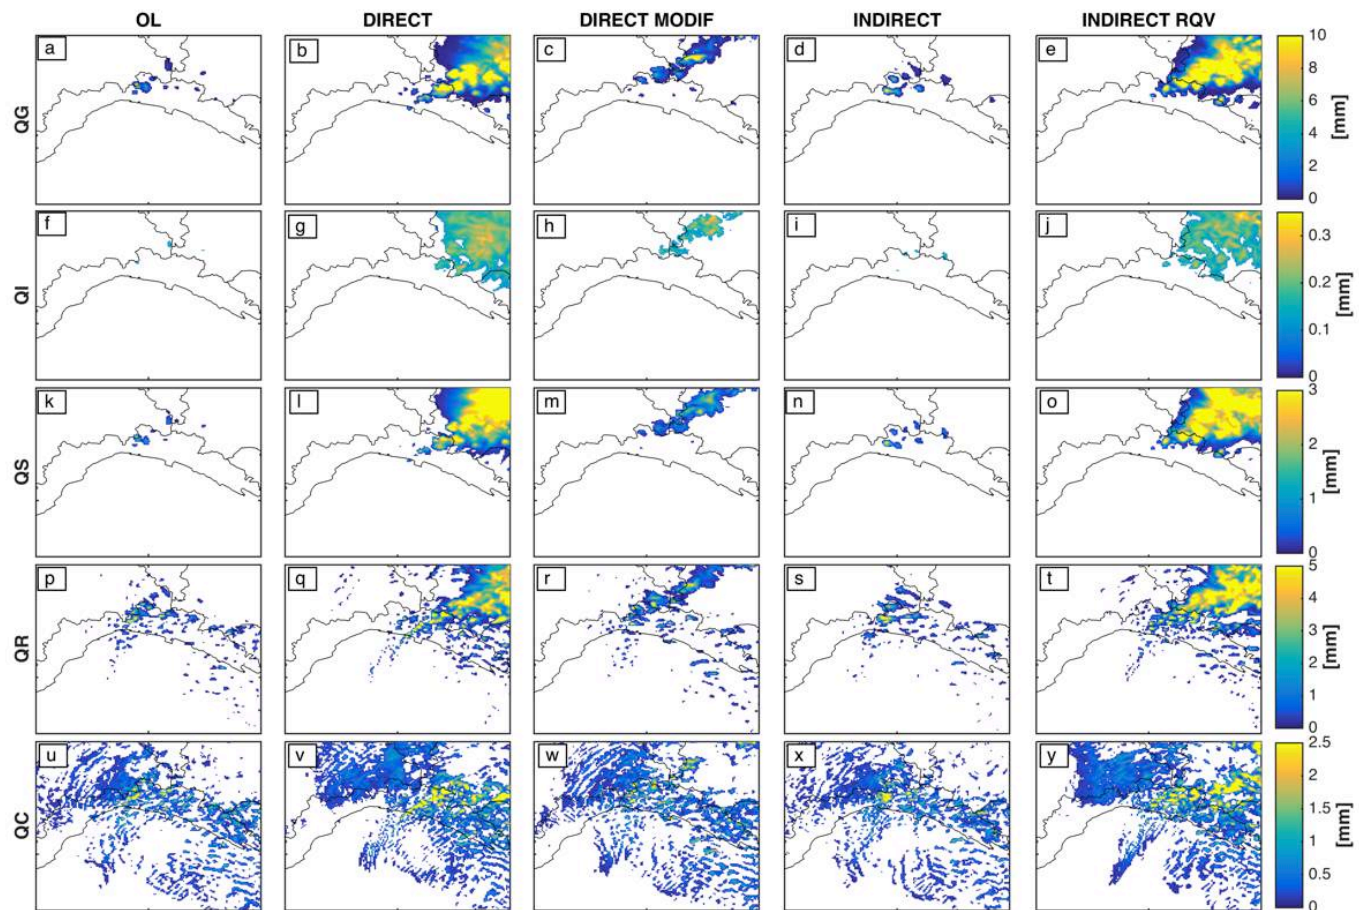 OL DIRECT DIRECT MODIF INDIRECT INDIRECT RQV
QG a b c d e 10 8 6 4 2 0 [mm]
QI f g h i j 0.3 0.2 0.1 0 [mm]
QS k l m n o 3 2 1 0 [mm]
QR p q r s t 5 4 3 2 1 0 [mm]
QC u v w x y 2.5 2 1.5 1 0.5 0 [mm]